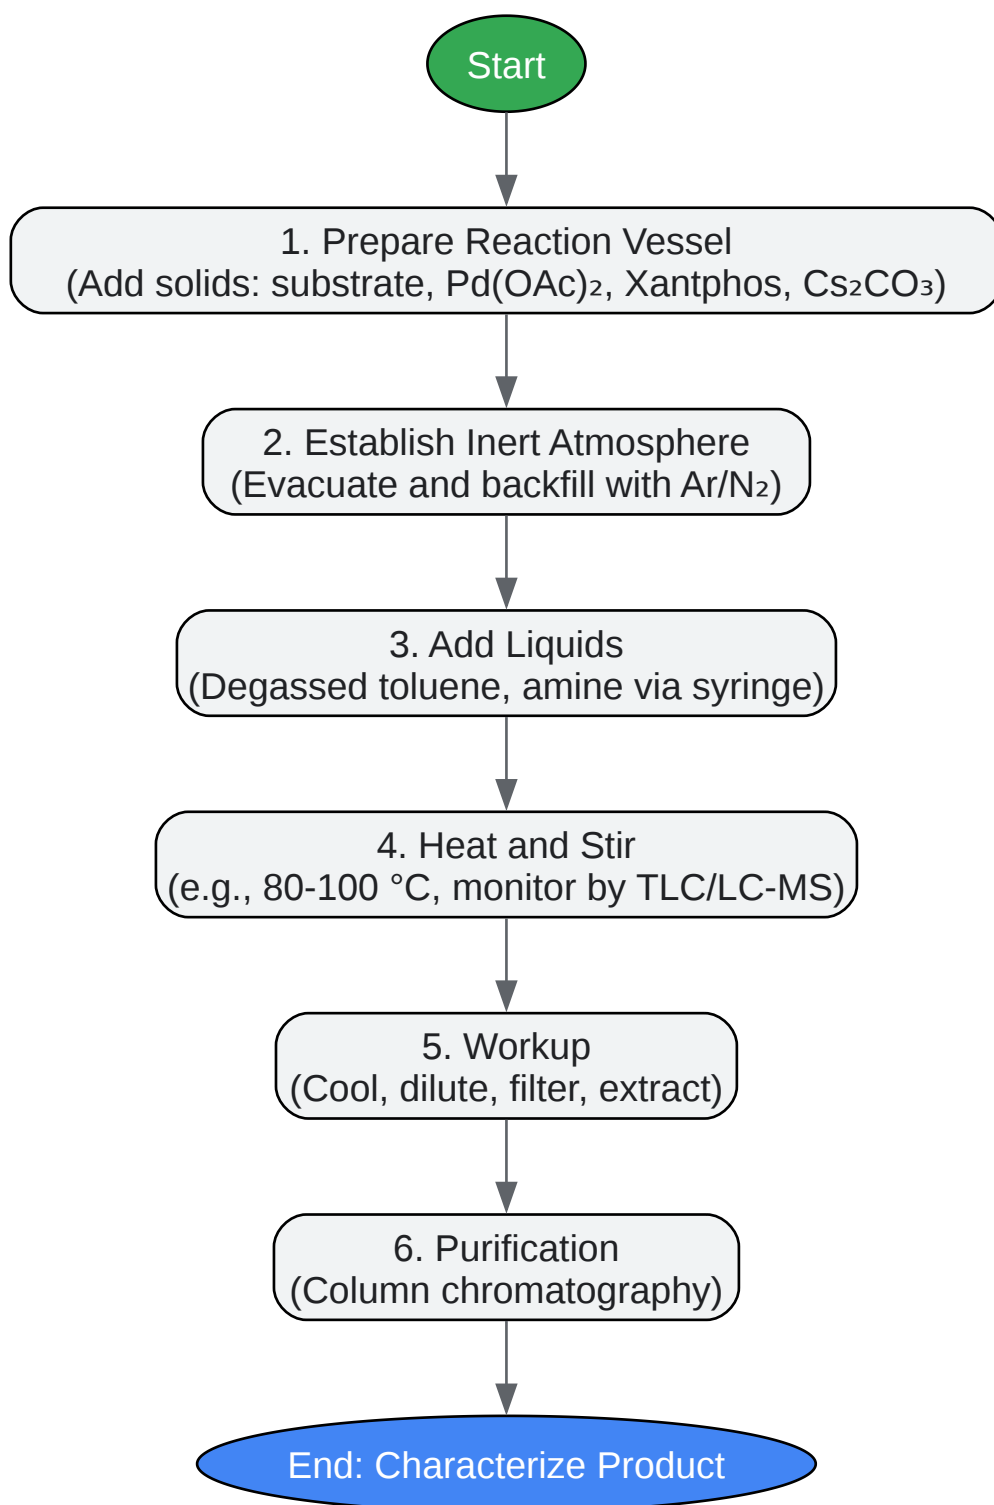 Start
1. Prepare Reaction Vessel
(Add solids: substrate, Pd(OAc)₂, Xantphos, Cs₂CO₃)
2. Establish Inert Atmosphere
(Evacuate and backfill with Ar/N₂)
3. Add Liquids
(Degassed toluene, amine via syringe)
4. Heat and Stir
(e.g., 80-100 °C, monitor by TLC/LC-MS)
5. Workup
(Cool, dilute, filter, extract)
6. Purification
(Column chromatography)
End: Characterize Product